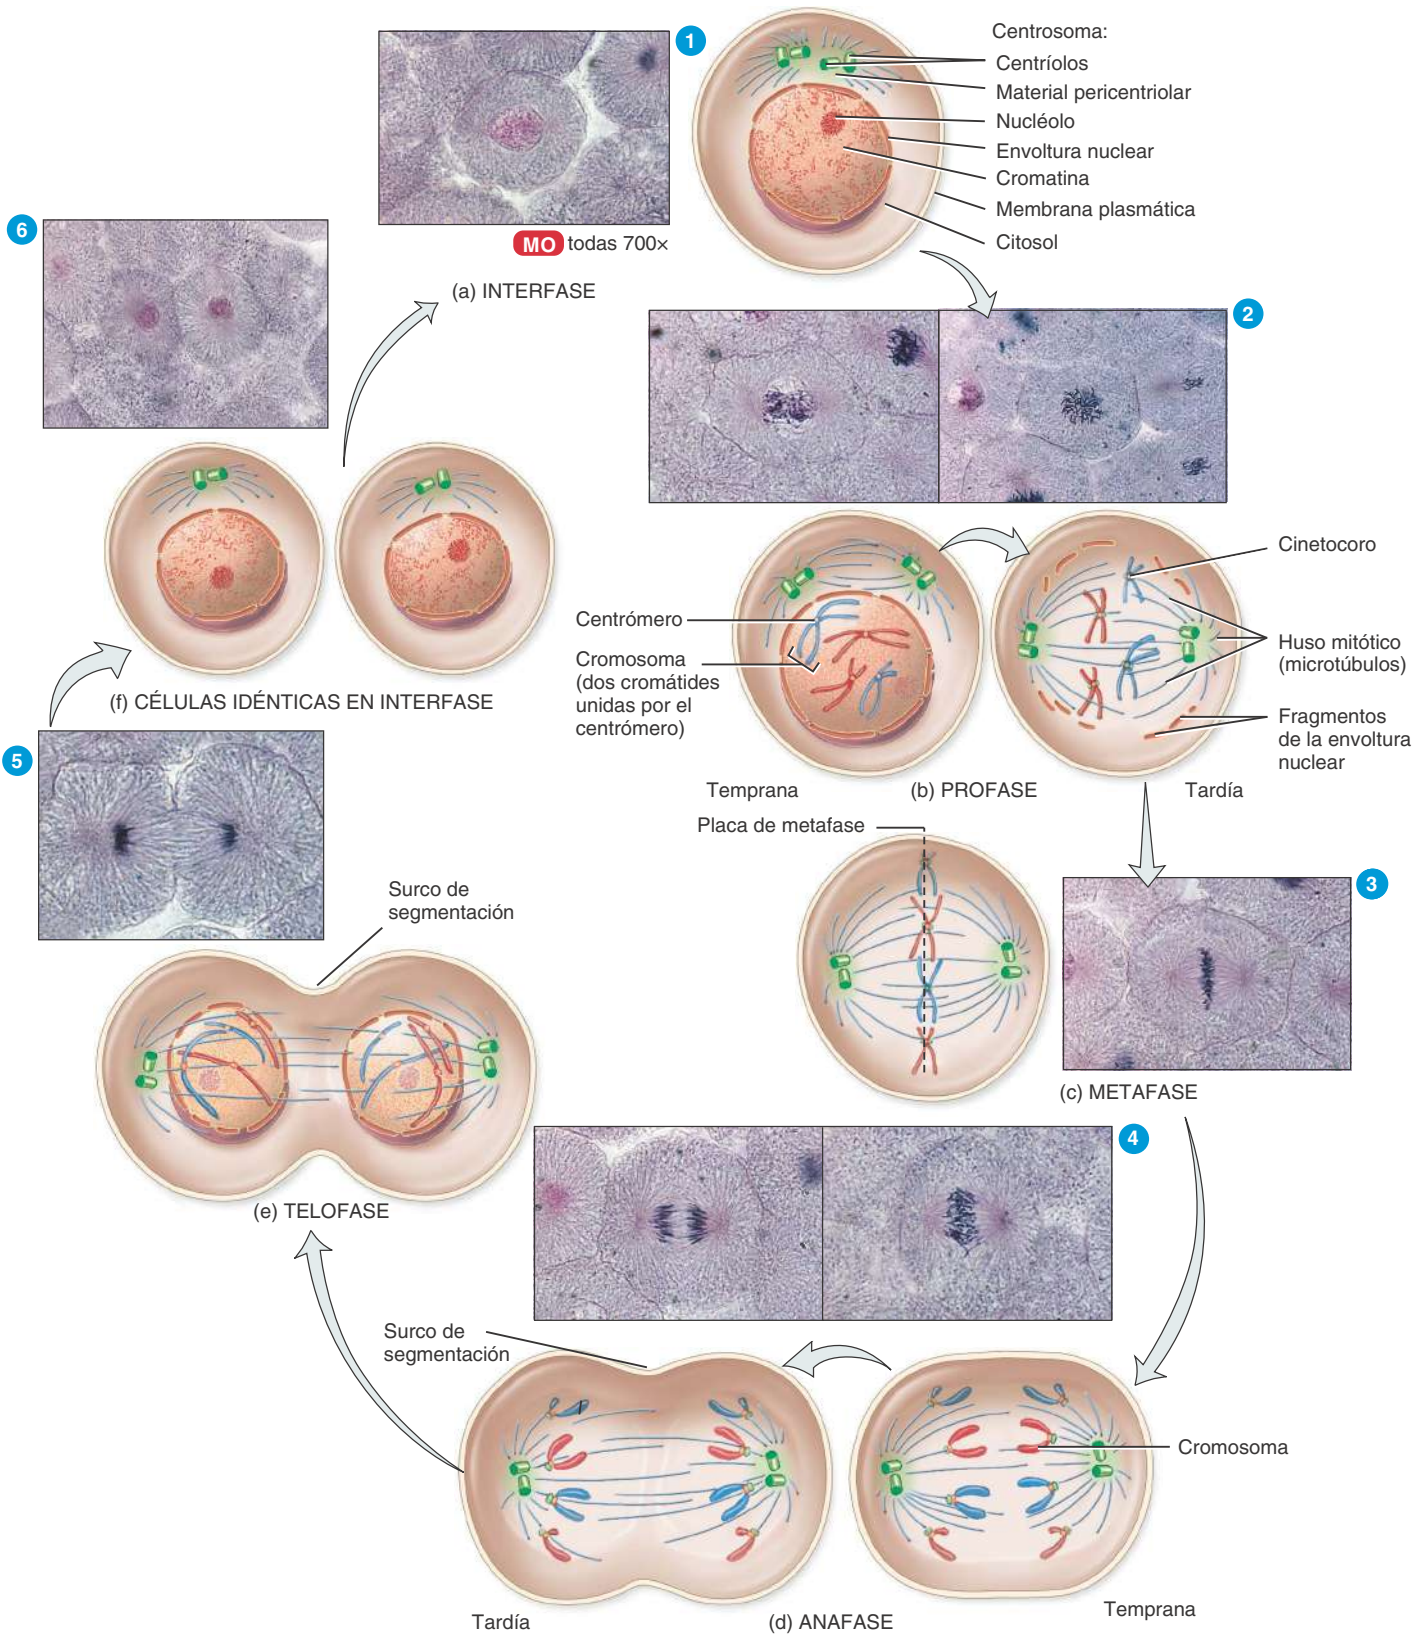 1
Centrosoma:
Centríolos
Material pericentriolar
Nucléolo
Envoltura nuclear
Cromatina
Membrana plasmática
Citosol
MO todas 700×
(a) INTERFASE
6
2
Cinetocoro
Huso mitótico
(microtúbulos)
Fragmentos
de la envoltura
nuclear
Centrómero
Cromosoma
(dos cromátides
unidas por el
centrómero)
Temprana
(b) PROFASE
Tardía
(f) CÉLULAS IDÉNTICAS EN INTERFASE
5
Placa de metafase
3
(c) METAFASE
Surco de
segmentación
(e) TELOFASE
4
Surco de
segmentación
Cromosoma
Tardía
(d) ANAFASE
Temprana